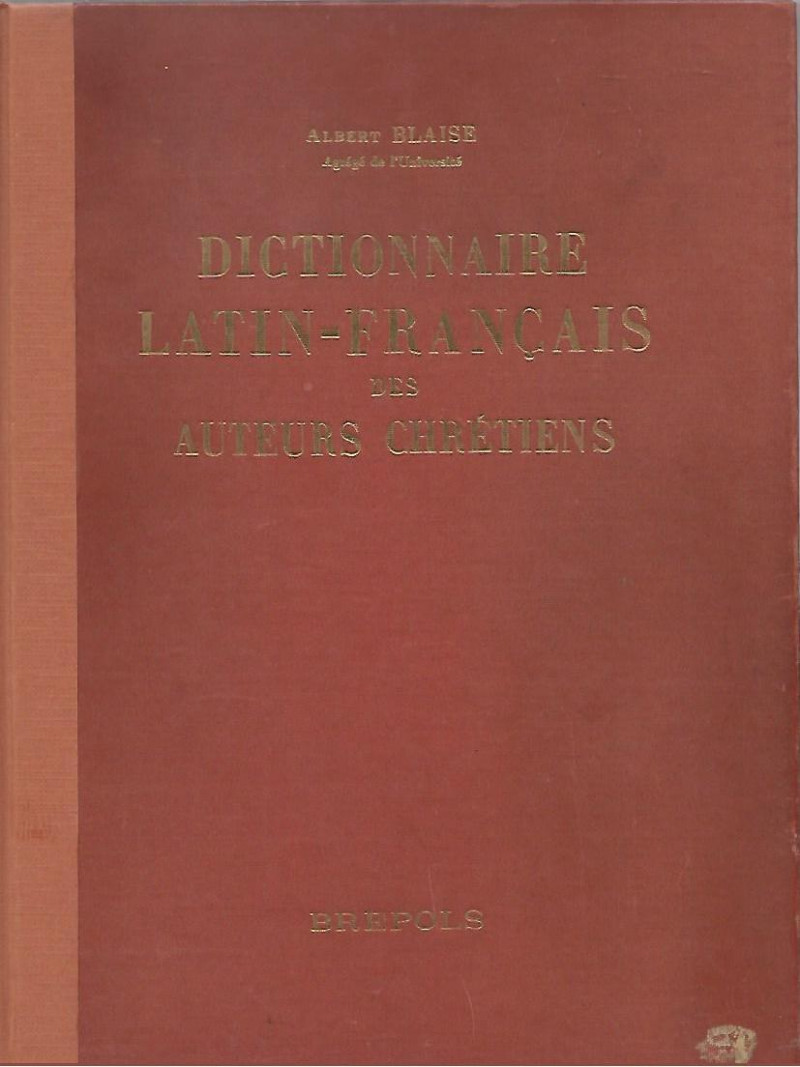 ALBERT BLAISE
Agrégé de l'Université
DICTIONNAIRE
LATIN-FRANÇAIS
DES
AUTEURS CHRÉTIENS
BREPOLS